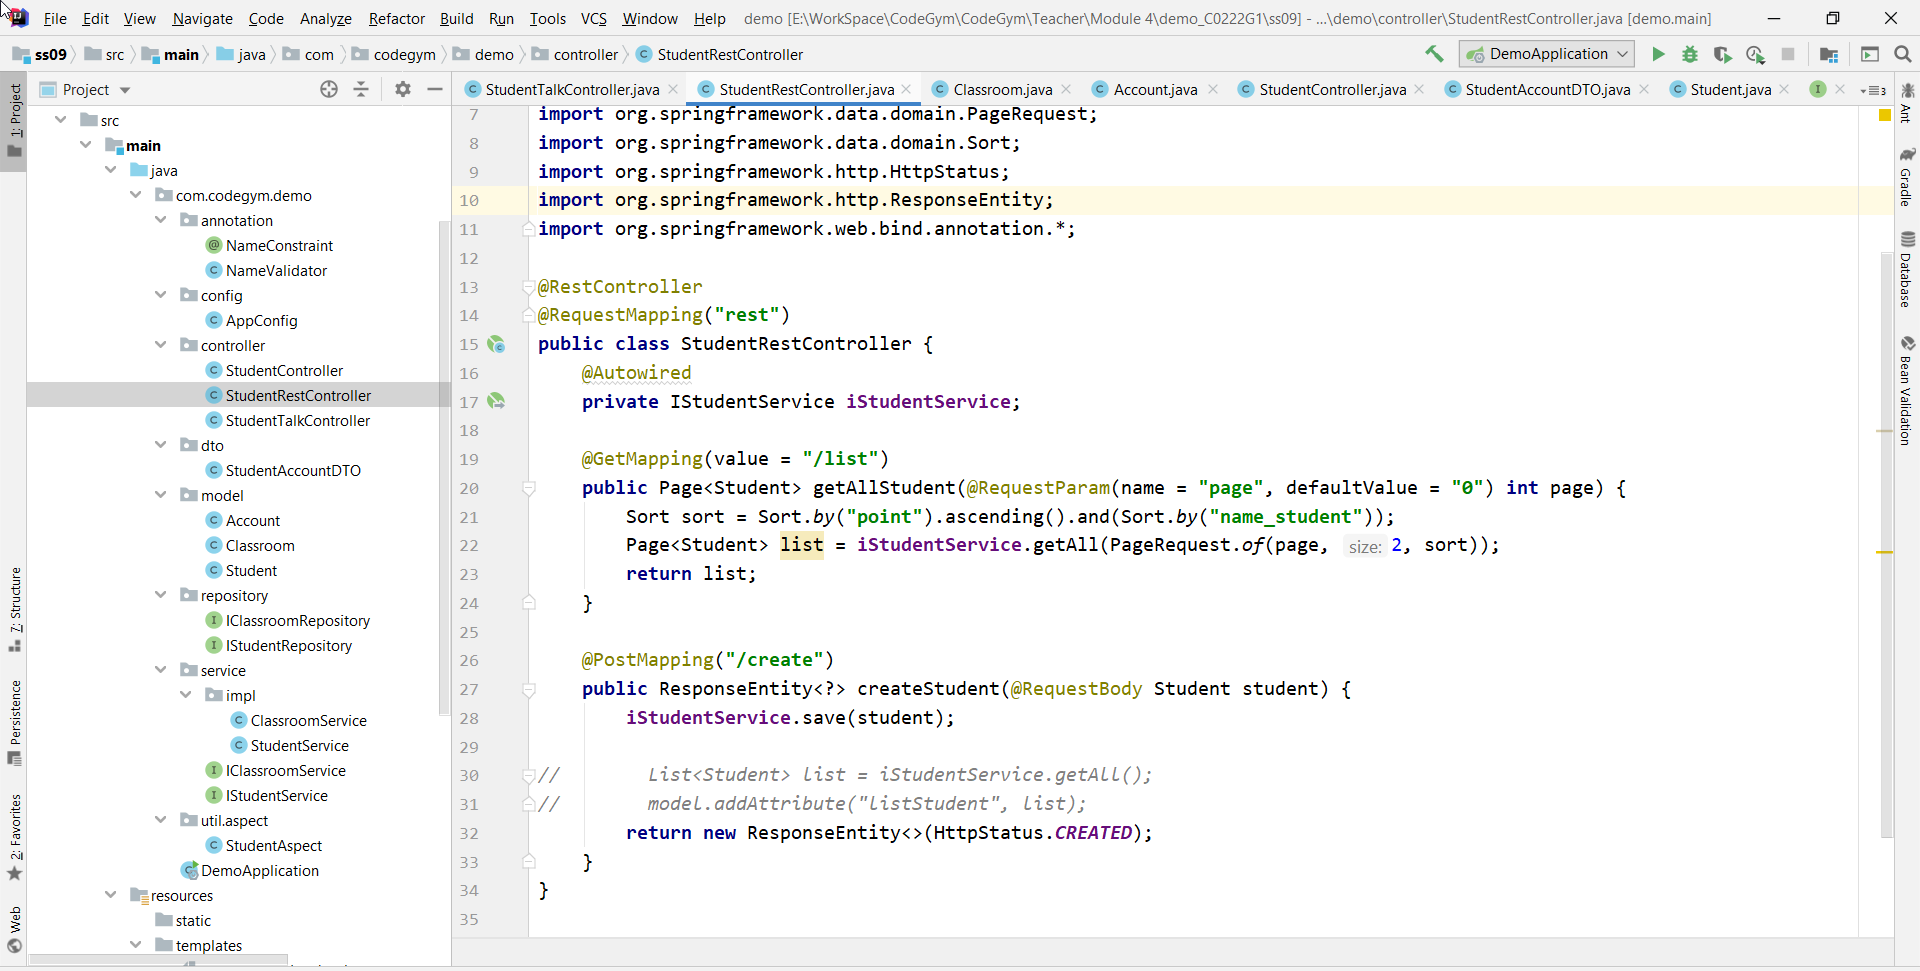 File Edit View Navigate Code Analyze Refactor Build Run Tools VCS Window Help demo [E:\WorkSpace\CodeGym\CodeGym\Teacher\Module 4\demo_C0222G1\ss09] - ...\demo\controller\StudentRestController.java [demo.main]
ss09 src main java com codegym demo controller StudentRestController DemoApplication
Project StudentTalkController.java StudentRestController.java Classroom.java Account.java StudentController.java StudentAccountDTO.java Student.java I 3
1: Project
7: Structure
Persistence
2: Favorites
Web
src
main
java
com.codegym.demo
annotation
NameConstraint
NameValidator
config
AppConfig
controller
StudentController
StudentRestController
StudentTalkController
dto
StudentAccountDTO
model
Account
Classroom
Student
repository
IClassroomRepository
IStudentRepository
service
impl
ClassroomService
StudentService
IClassroomService
IStudentService
util.aspect
StudentAspect
DemoApplication
resources
static
templates
7 import org.springframework.data.domain.PageRequest;
8 import org.springframework.data.domain.Sort;
9 import org.springframework.http.HttpStatus;
10 import org.springframework.http.ResponseEntity;
11 import org.springframework.web.bind.annotation.*;
12
13 @RestController
14 @RequestMapping("rest")
15 public class StudentRestController {
16 @Autowired
17 private IStudentService iStudentService;
18
19 @GetMapping(value = "/list")
20 public Page<Student> getAllStudent(@RequestParam(name = "page", defaultValue = "0") int page) {
21 Sort sort = Sort.by("point").ascending().and(Sort.by("name_student"));
22 Page<Student> list = iStudentService.getAll(PageRequest.of(page, size: 2, sort));
23 return list;
24 }
25
26 @PostMapping("/create")
27 public ResponseEntity<?> createStudent(@RequestBody Student student) {
28 iStudentService.save(student);
29
30 // List<Student> list = iStudentService.getAll();
31 // model.addAttribute("listStudent", list);
32 return new ResponseEntity<>(HttpStatus.CREATED);
33 }
34 }
35
Ant
Gradle
Database
Bean Validation